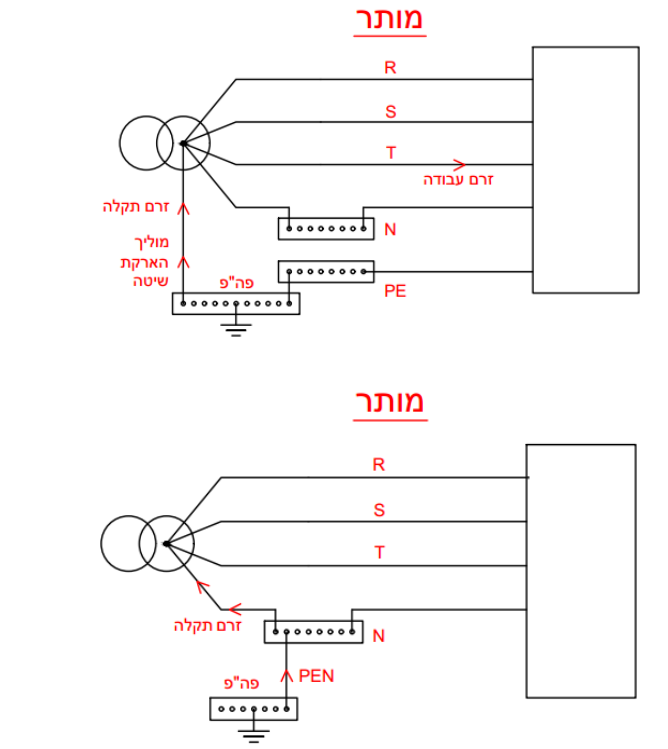 מותר
R
S
T
זרם עבודה
זרם תקלה
N
מוליך
הארקת
שיטה
פה"פ
PE
מותר
R
S
T
זרם תקלה
N
PEN
פה"פ